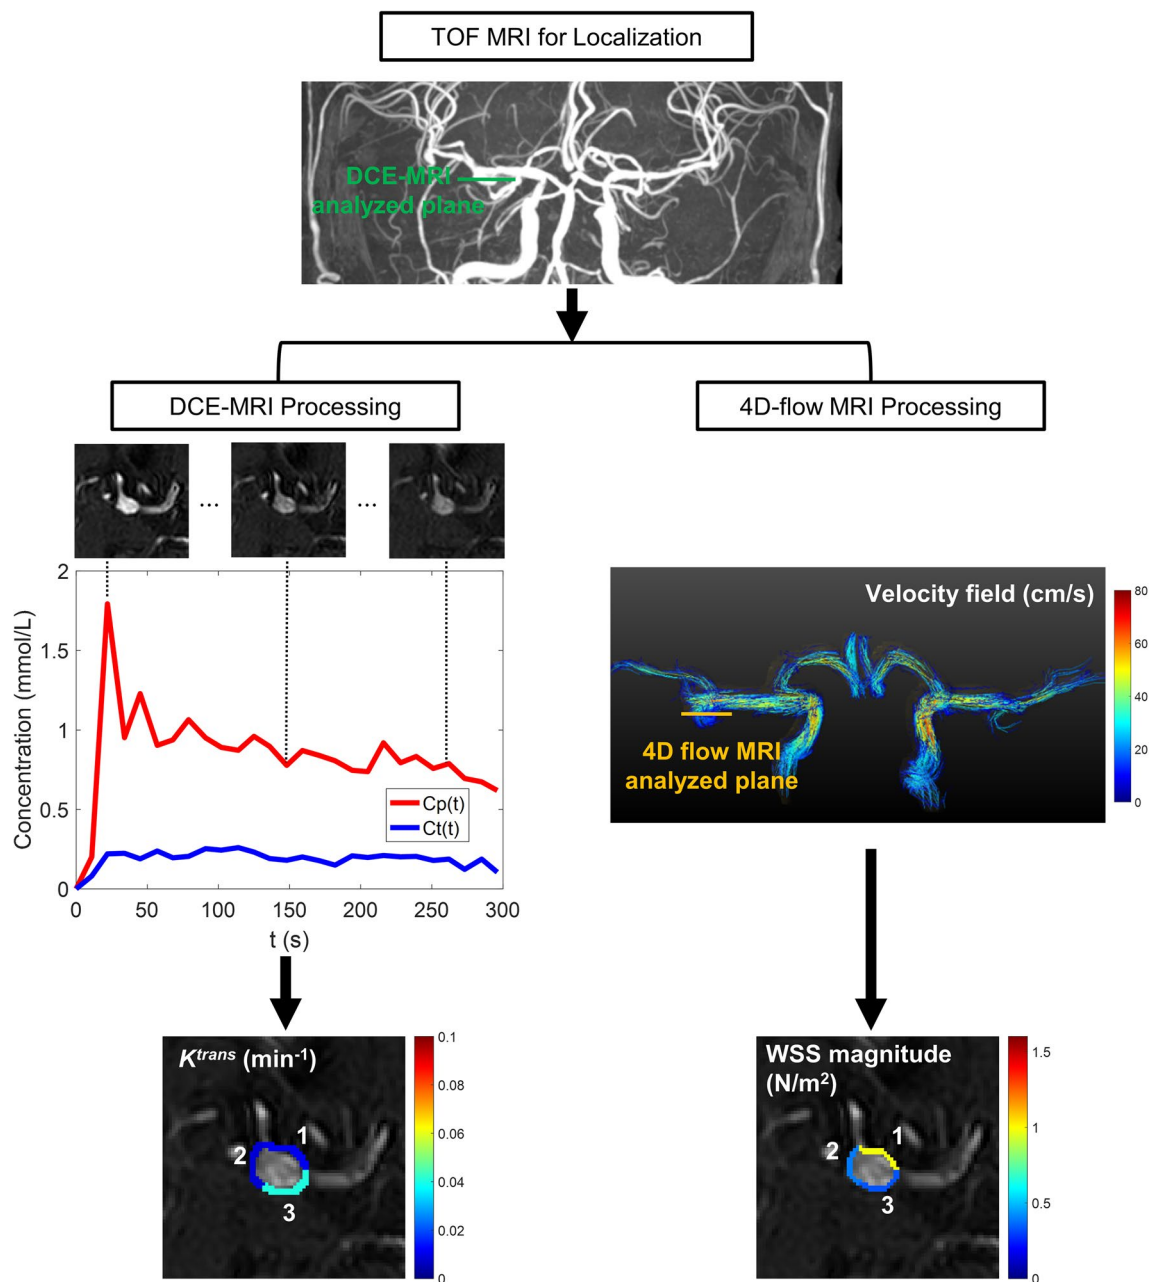 TOF MRI for Localization
DCE-MRI
analyzed plane
DCE-MRI Processing
4D-flow MRI Processing
... ...
2
1.5
1
0.5
0
Concentration (mmol/L)
Cp(t)
Ct(t)
0 50 100 150 200 250 300
t (s)
Velocity field (cm/s)
80
60
40
20
0
4D flow MRI
analyzed plane
K^trans (min⁻¹)
1
2
3
0.1
0.08
0.06
0.04
0.02
0
WSS magnitude
(N/m²)
1
2
3
1.5
1
0.5
0